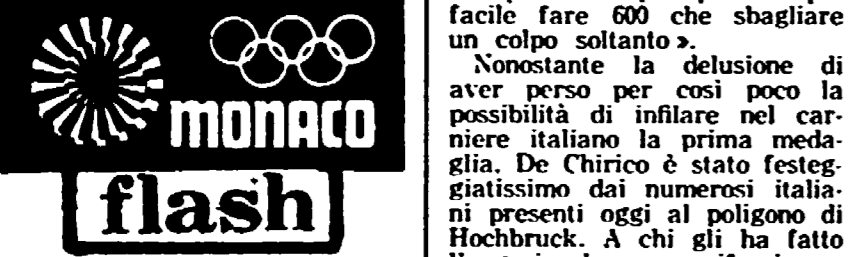 MONACO
flash
facile fare 600 che sbagliare
un colpo soltanto».
Nonostante la delusione di
aver perso per così poco la
possibilità di infilare nel car-
niere italiano la prima meda-
glia. De Chirico è stato festeg-
giatissimo dai numerosi italia-
ni presenti oggi al poligono di
Hochbruck. A chi gli ha fatto